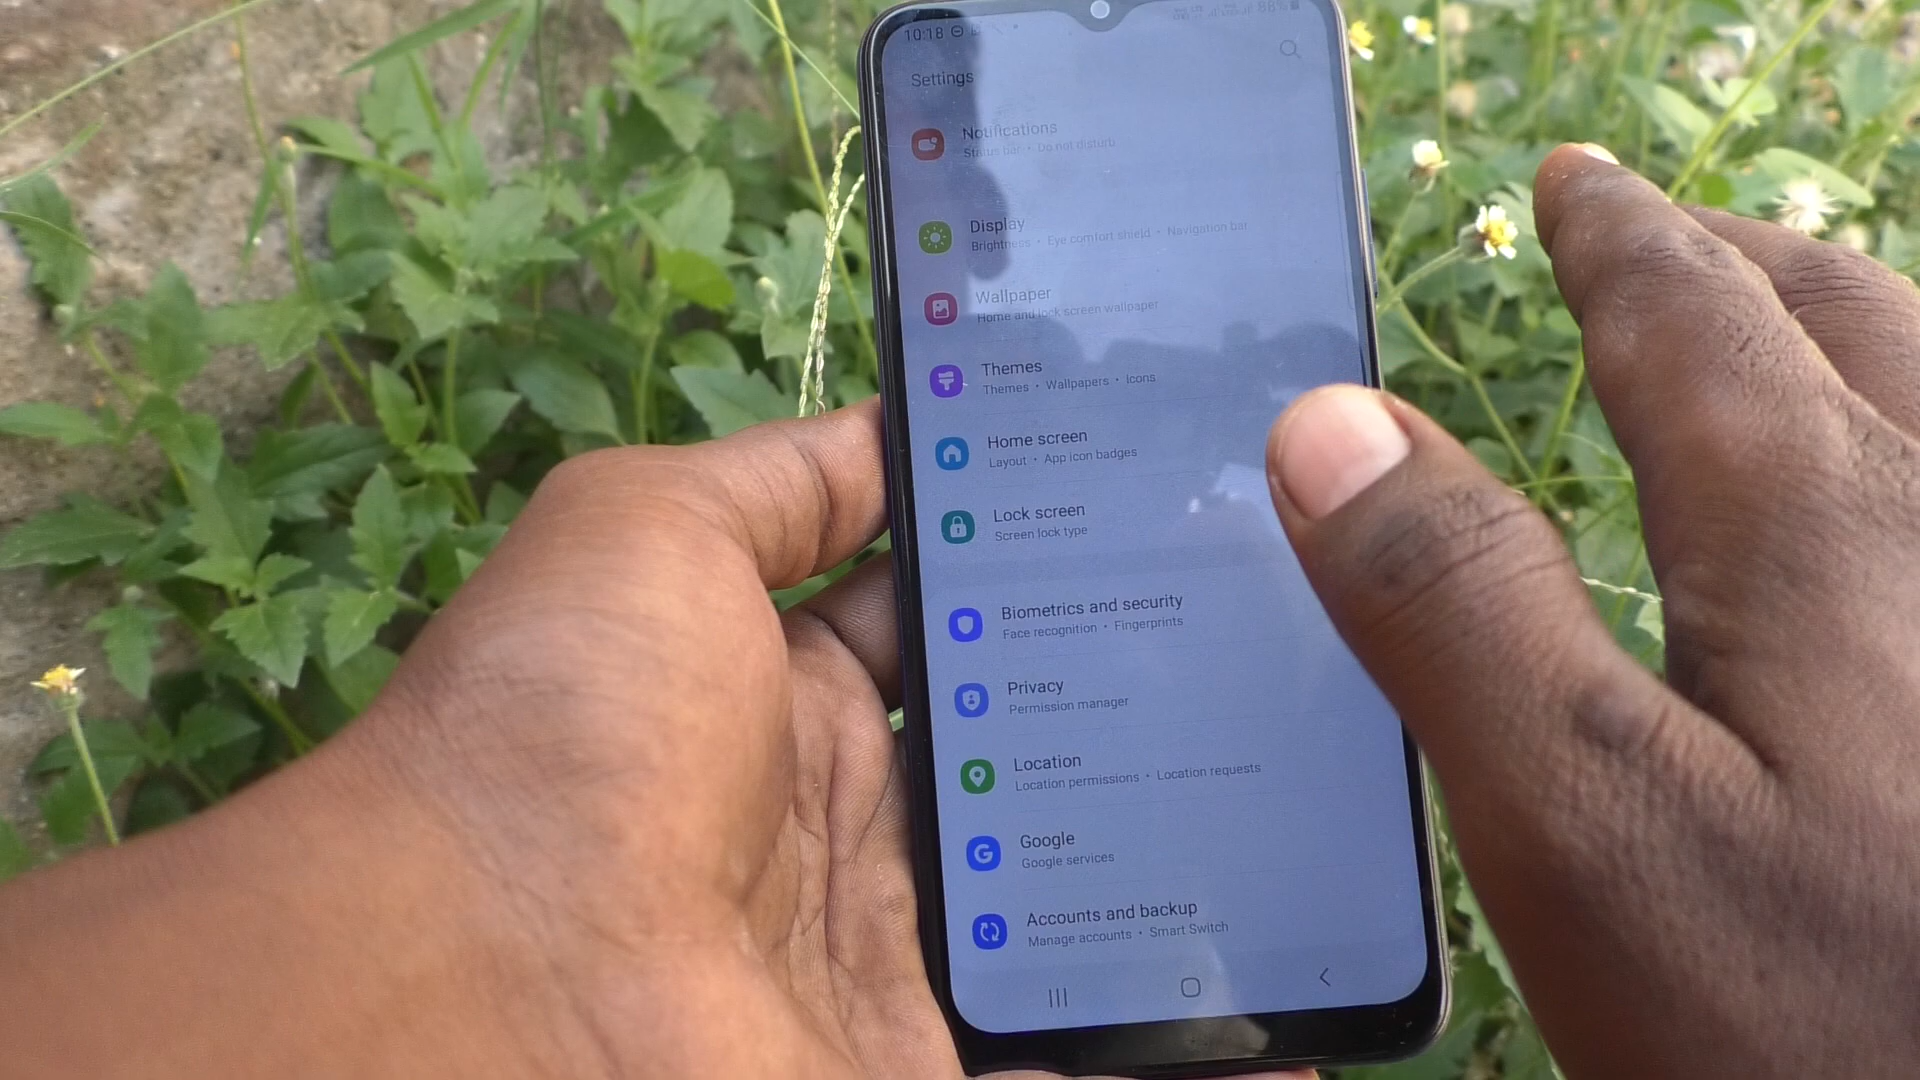 10:18
88%
Settings
Notifications
Status bar • Do not disturb
Display
Brightness • Eye comfort shield • Navigation bar
Wallpaper
Home and lock screen wallpaper
Themes
Themes • Wallpapers • Icons
Home screen
Layout • App icon badges
Lock screen
Screen lock type
Biometrics and security
Face recognition • Fingerprints
Privacy
Permission manager
Location
Location permissions • Location requests
Google
Google services
Accounts and backup
Manage accounts • Smart Switch